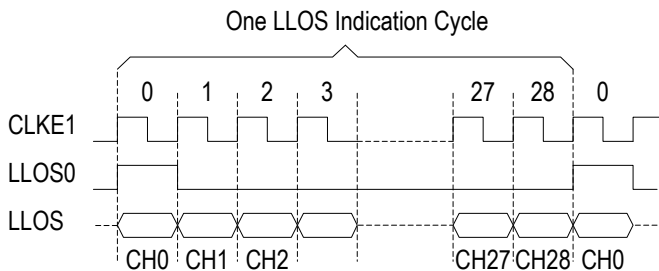 One LLOS Indication Cycle
0 1 2 3 27 28 0
CLKE1
LLOS0
LLOS
CH0 CH1 CH2 CH27 CH28 CH0